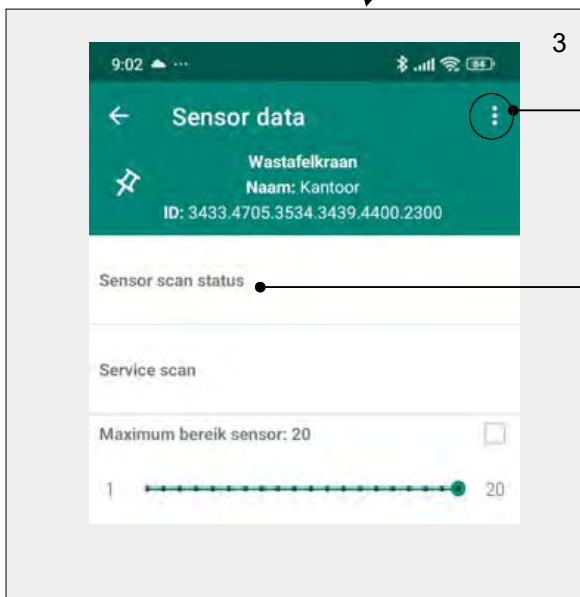 3
9:02 ...
84
Sensor data
Wastafelkraan
Naam: Kantoor
ID: 3433.4705.3534.3439.4400.2300
Sensor scan status
Service scan
Maximum bereik sensor: 20
1 20